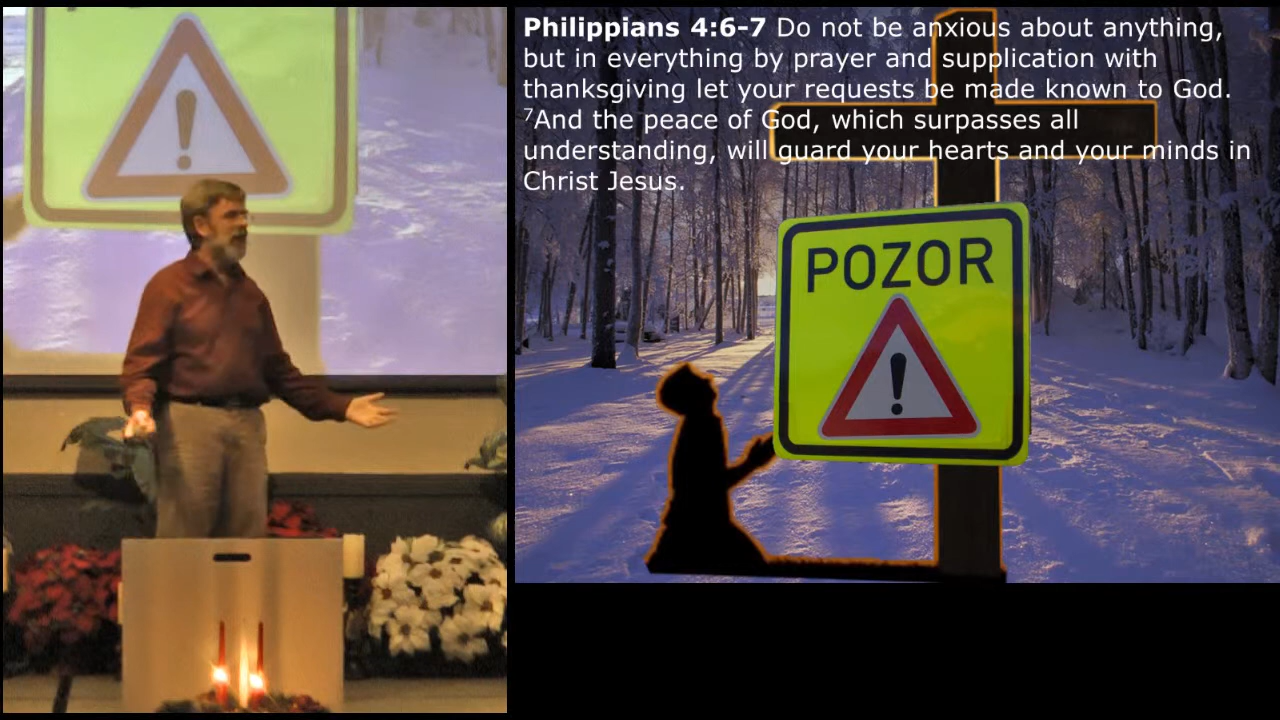 Philippians 4:6-7 Do not be anxious about anything,
but in everything by prayer and supplication with
thanksgiving let your requests be made known to God.
⁷And the peace of God, which surpasses all
understanding, will guard your hearts and your minds in
Christ Jesus.
POZOR